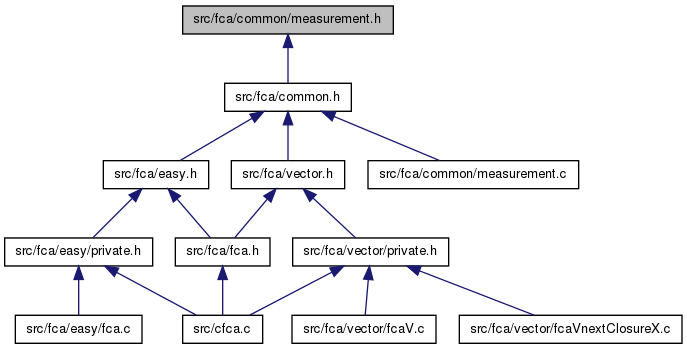 src/fca/common/measurement.h
src/fca/common.h
src/fca/easy.h
src/fca/vector.h
src/fca/common/measurement.c
src/fca/easy/private.h
src/fca/fca.h
src/fca/vector/private.h
src/fca/easy/fca.c
src/cfca.c
src/fca/vector/fcaV.c
src/fca/vector/fcaVnextClosureX.c